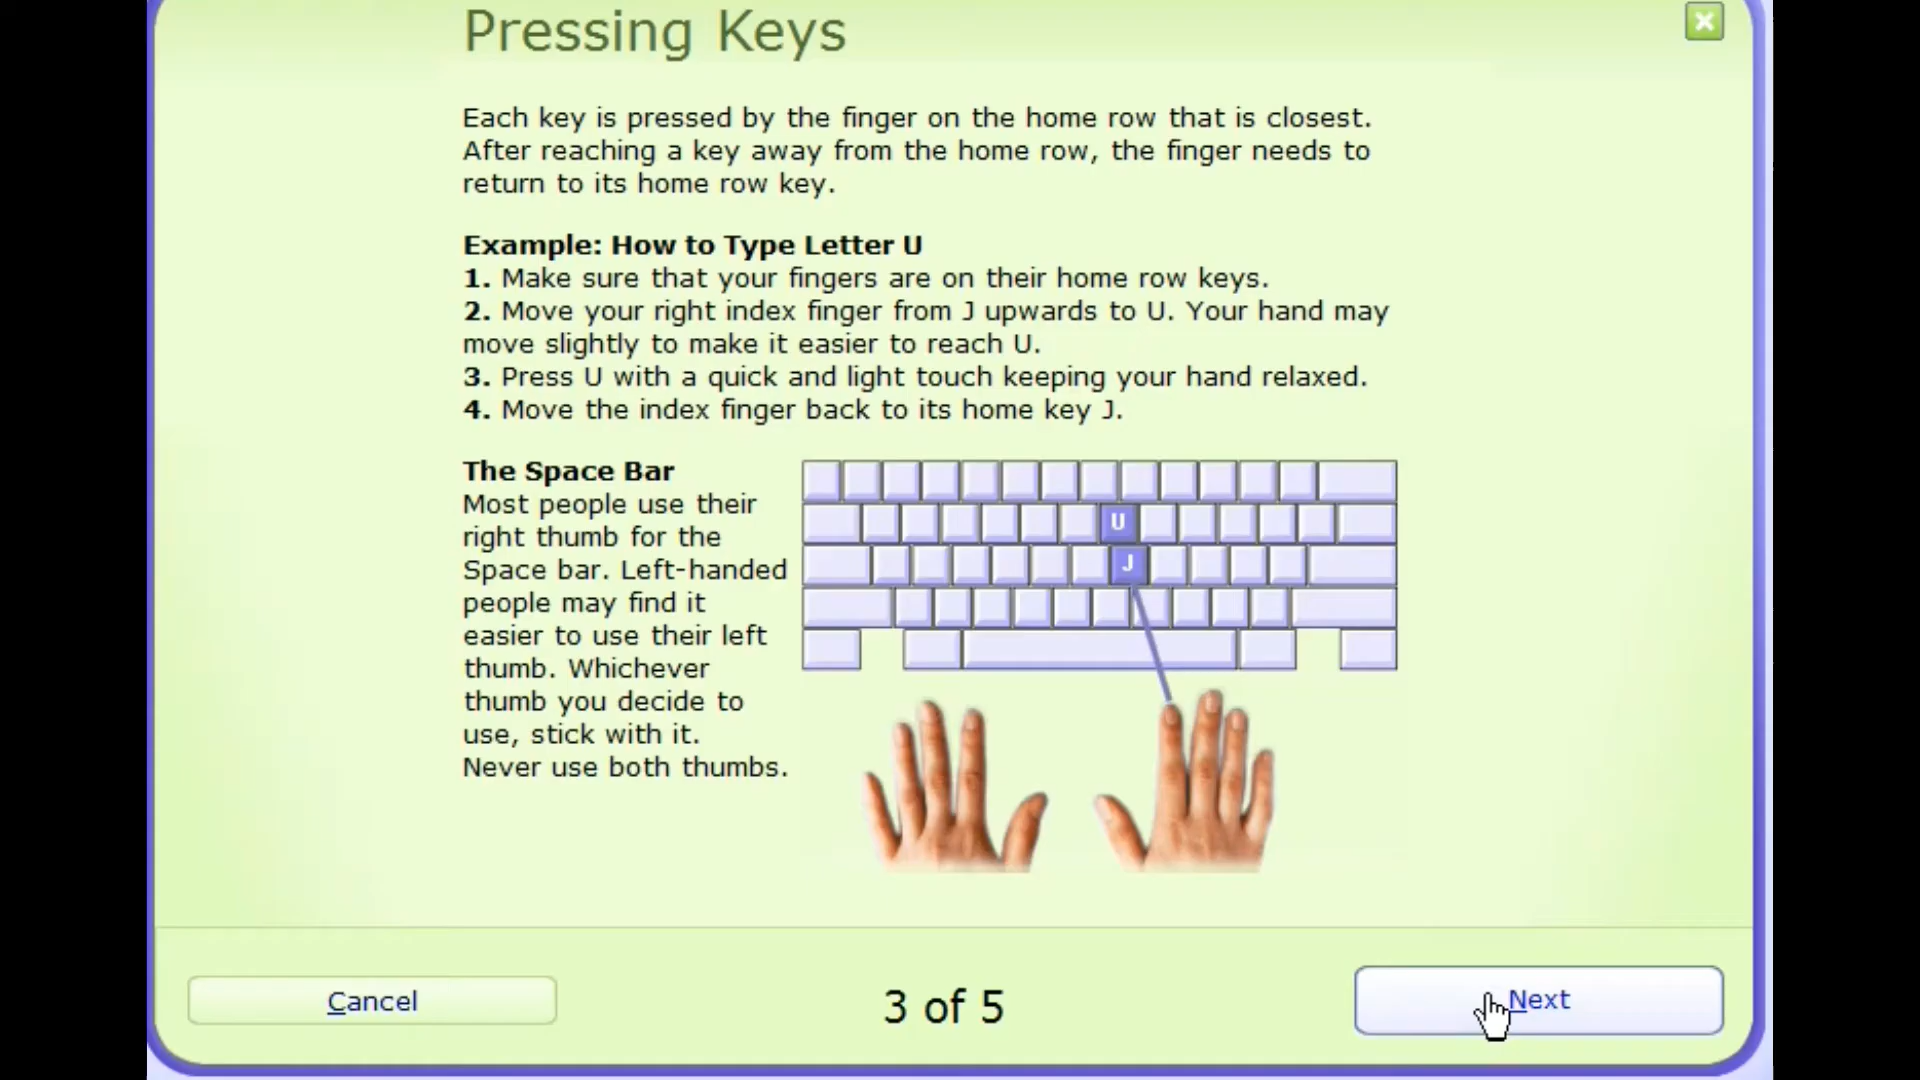 Pressing Keys
Each key is pressed by the finger on the home row that is closest.
After reaching a key away from the home row, the finger needs to
return to its home row key.
Example: How to Type Letter U
1. Make sure that your fingers are on their home row keys.
2. Move your right index finger from J upwards to U. Your hand may
move slightly to make it easier to reach U.
3. Press U with a quick and light touch keeping your hand relaxed.
4. Move the index finger back to its home key J.
The Space Bar
Most people use their
right thumb for the
Space bar. Left-handed
people may find it
easier to use their left
thumb. Whichever
thumb you decide to
use, stick with it.
Never use both thumbs.
U
J
Cancel
3 of 5
Next